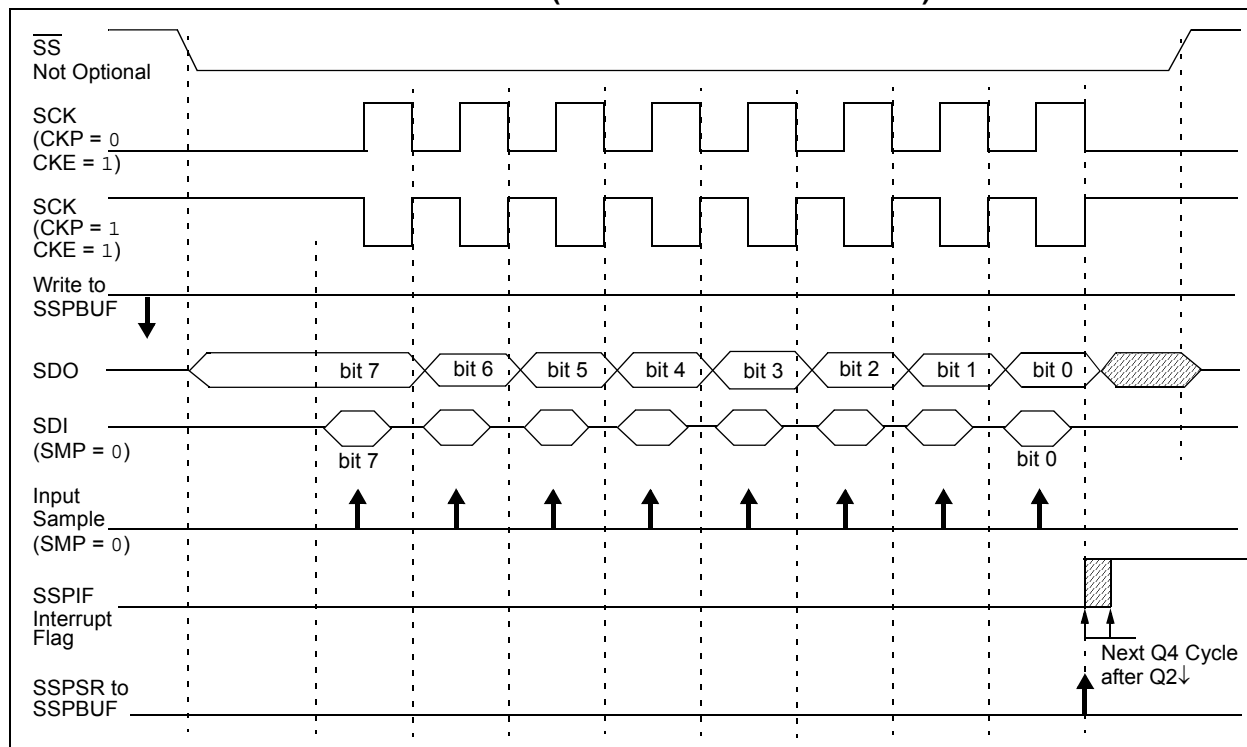 SS
Not Optional
SCK
(CKP = 0
CKE = 1)
SCK
(CKP = 1
CKE = 1)
Write to
SSPBUF
SDO
bit 7 bit 6 bit 5 bit 4 bit 3 bit 2 bit 1 bit 0
SDI
(SMP = 0)
bit 7 bit 0
Input
Sample
(SMP = 0)
SSPIF
Interrupt
Flag
Next Q4 Cycle
after Q2↓
SSPSR to
SSPBUF